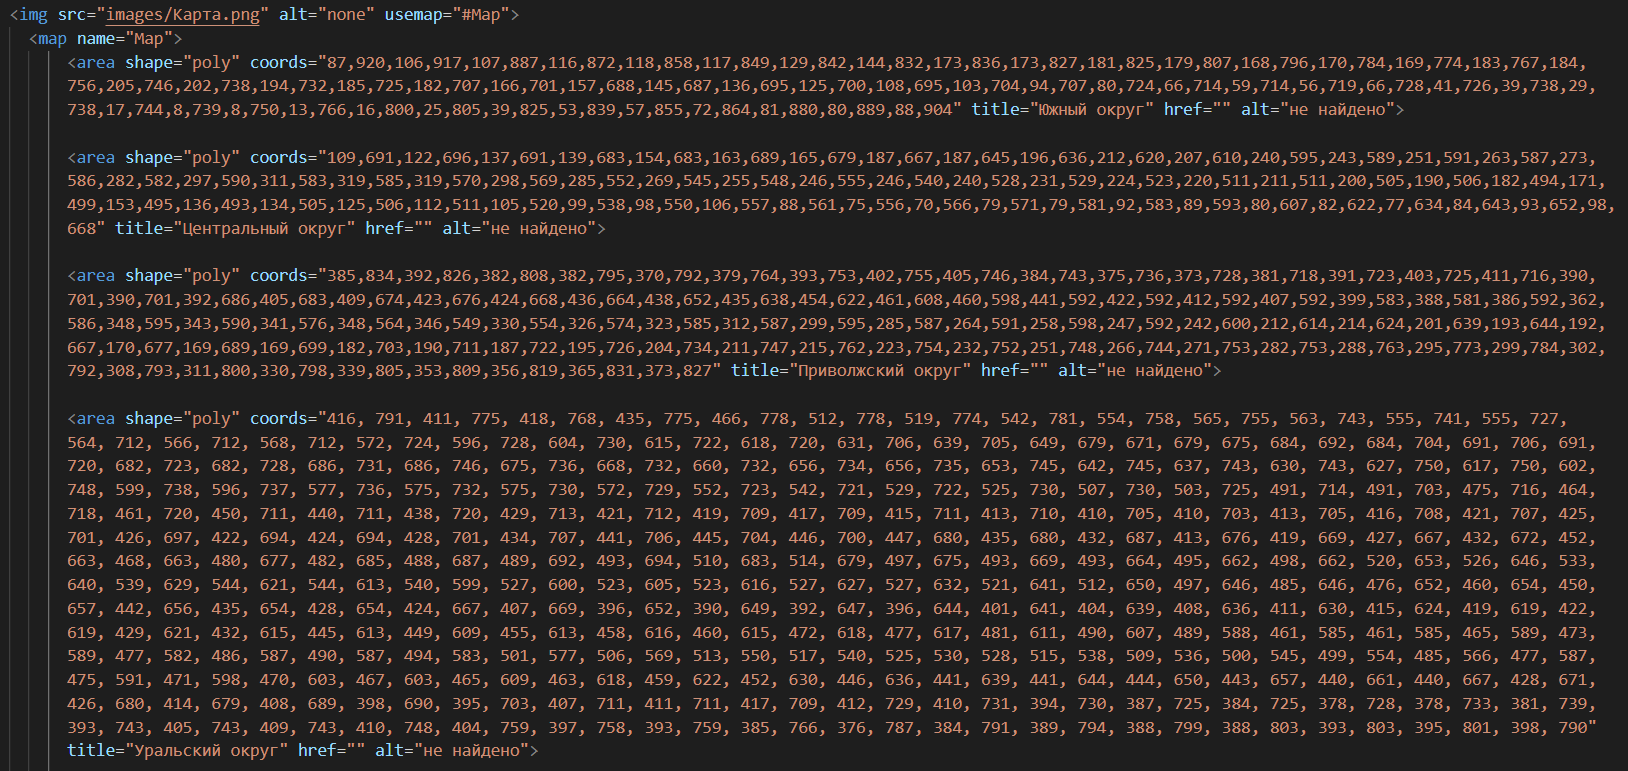 <img src="images/Карта.png" alt="none" usemap="#Map">
<map name="Map">
<area shape="poly" coords="87,920,106,917,107,887,116,872,118,858,117,849,129,842,144,832,173,836,173,827,181,825,179,807,168,796,170,784,169,774,183,767,184,
756,205,746,202,738,194,732,185,725,182,707,166,701,157,688,145,687,136,695,125,700,108,695,103,704,94,707,80,724,66,714,59,714,56,719,66,728,41,726,39,738,29,
738,17,744,8,739,8,750,13,766,16,800,25,805,39,825,53,839,57,855,72,864,81,880,80,889,88,904" title="Южный округ" href="" alt="не найдено">
<area shape="poly" coords="109,691,122,696,137,691,139,683,154,683,163,689,165,679,187,667,187,645,196,636,212,620,207,610,240,595,243,589,251,591,263,587,273,
586,282,582,297,590,311,583,319,585,319,570,298,569,285,552,269,545,255,548,246,555,246,540,240,528,231,529,224,523,220,511,211,511,200,505,190,506,182,494,171,
499,153,495,136,493,134,505,125,506,112,511,105,520,99,538,98,550,106,557,88,561,75,556,70,566,79,571,79,581,92,583,89,593,80,607,82,622,77,634,84,643,93,652,98,
668" title="Центральный округ" href="" alt="не найдено">
<area shape="poly" coords="385,834,392,826,382,808,382,795,370,792,379,764,393,753,402,755,405,746,384,743,375,736,373,728,381,718,391,723,403,725,411,716,390,
701,390,701,392,686,405,683,409,674,423,676,424,668,436,664,438,652,435,638,454,622,461,608,460,598,441,592,422,592,412,592,407,592,399,583,388,581,386,592,362,
586,348,595,343,590,341,576,348,564,346,549,330,554,326,574,323,585,312,587,299,595,285,587,264,591,258,598,247,592,242,600,212,614,214,624,201,639,193,644,192,
667,170,677,169,689,169,699,182,703,190,711,187,722,195,726,204,734,211,747,215,762,223,754,232,752,251,748,266,744,271,753,282,753,288,763,295,773,299,784,302,
792,308,793,311,800,330,798,339,805,353,809,356,819,365,831,373,827" title="Приволжский округ" href="" alt="не найдено">
<area shape="poly" coords="416, 791, 411, 775, 418, 768, 435, 775, 466, 778, 512, 778, 519, 774, 542, 781, 554, 758, 565, 755, 563, 743, 555, 741, 555, 727,
564, 712, 566, 712, 568, 712, 572, 724, 596, 728, 604, 730, 615, 722, 618, 720, 631, 706, 639, 705, 649, 679, 671, 679, 675, 684, 692, 684, 704, 691, 706, 691,
720, 682, 723, 682, 728, 686, 731, 686, 746, 675, 736, 668, 732, 660, 732, 656, 734, 656, 735, 653, 745, 642, 745, 637, 743, 630, 743, 627, 750, 617, 750, 602,
748, 599, 738, 596, 737, 577, 736, 575, 732, 575, 730, 572, 729, 552, 723, 542, 721, 529, 722, 525, 730, 507, 730, 503, 725, 491, 714, 491, 703, 475, 716, 464,
718, 461, 720, 450, 711, 440, 711, 438, 720, 429, 713, 421, 712, 419, 709, 417, 709, 415, 711, 413, 710, 410, 705, 410, 703, 413, 705, 416, 708, 421, 707, 425,
701, 426, 697, 422, 694, 424, 694, 428, 701, 434, 707, 441, 706, 445, 704, 446, 700, 447, 680, 435, 680, 432, 687, 413, 676, 419, 669, 427, 667, 432, 672, 452,
663, 468, 663, 480, 677, 482, 685, 488, 687, 489, 692, 493, 694, 510, 683, 514, 679, 497, 675, 493, 669, 493, 664, 495, 662, 498, 662, 520, 653, 526, 646, 533,
640, 539, 629, 544, 621, 544, 613, 540, 599, 527, 600, 523, 605, 523, 616, 527, 627, 527, 632, 521, 641, 512, 650, 497, 646, 485, 646, 476, 652, 460, 654, 450,
657, 442, 656, 435, 654, 428, 654, 424, 667, 407, 669, 396, 652, 390, 649, 392, 647, 396, 644, 401, 641, 404, 639, 408, 636, 411, 630, 415, 624, 419, 619, 422,
619, 429, 621, 432, 615, 445, 613, 449, 609, 455, 613, 458, 616, 460, 615, 472, 618, 477, 617, 481, 611, 490, 607, 489, 588, 461, 585, 461, 585, 465, 589, 473,
589, 477, 582, 486, 587, 490, 587, 494, 583, 501, 577, 506, 569, 513, 550, 517, 540, 525, 530, 528, 515, 538, 509, 536, 500, 545, 499, 554, 485, 566, 477, 587,
475, 591, 471, 598, 470, 603, 467, 603, 465, 609, 463, 618, 459, 622, 452, 630, 446, 636, 441, 639, 441, 644, 444, 650, 443, 657, 440, 661, 440, 667, 428, 671,
426, 680, 414, 679, 408, 689, 398, 690, 395, 703, 407, 711, 411, 711, 417, 709, 412, 729, 410, 731, 394, 730, 387, 725, 384, 725, 378, 728, 378, 733, 381, 739,
393, 743, 405, 743, 409, 743, 410, 748, 404, 759, 397, 758, 393, 759, 385, 766, 376, 787, 384, 791, 389, 794, 388, 799, 388, 803, 393, 803, 395, 801, 398, 790"
title="Уральский округ" href="" alt="не найдено">